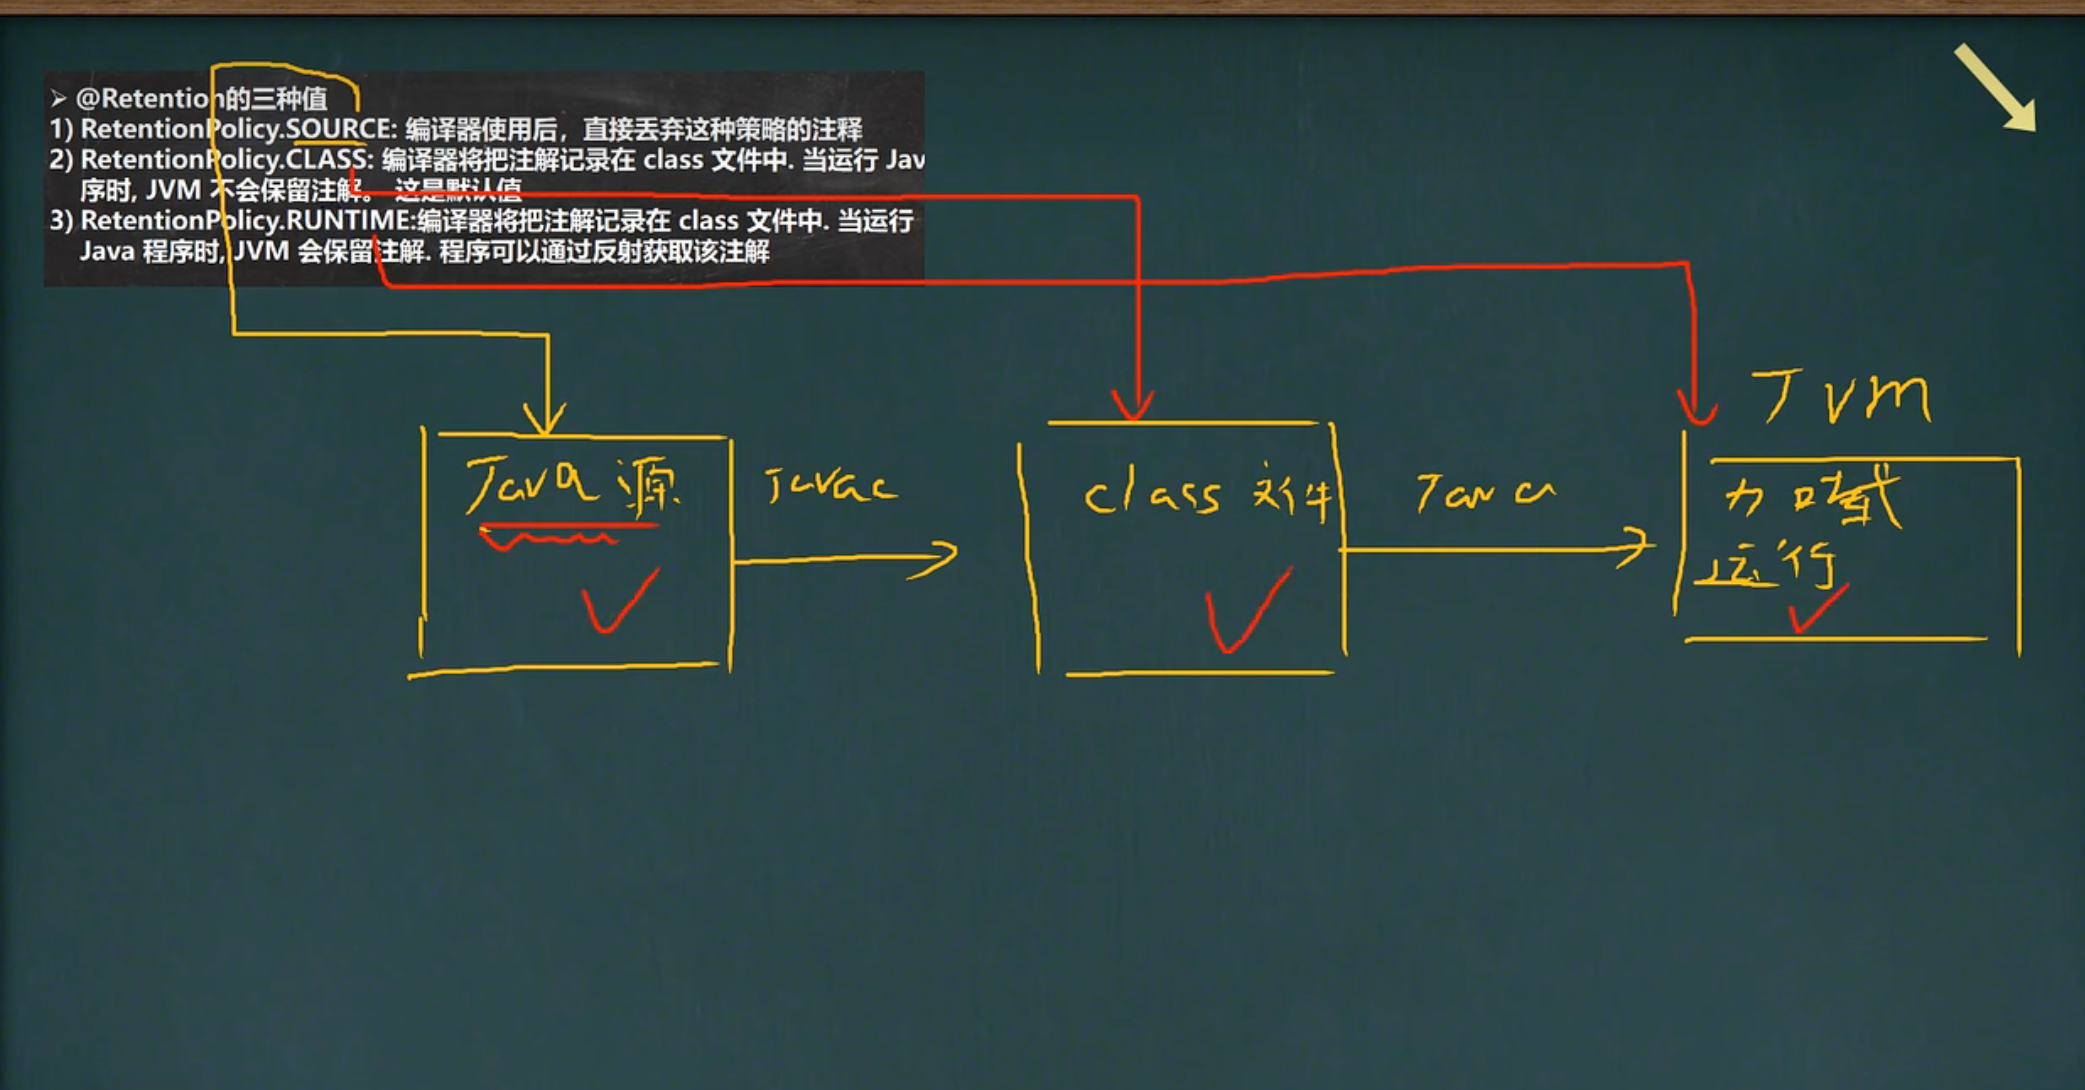 ➢ @Retention的三种值
1) RetentionPolicy.SOURCE: 编译器使用后，直接丢弃这种策略的注释
2) RetentionPolicy.CLASS: 编译器将把注解记录在 class 文件中. 当运行 Jav
序时, JVM 不会保留注解。 这是默认值
3) RetentionPolicy.RUNTIME:编译器将把注解记录在 class 文件中. 当运行
Java 程序时, JVM 会保留注解. 程序可以通过反射获取该注解
JVM
Java 源
Javac
class 文件
Java
加载
运行